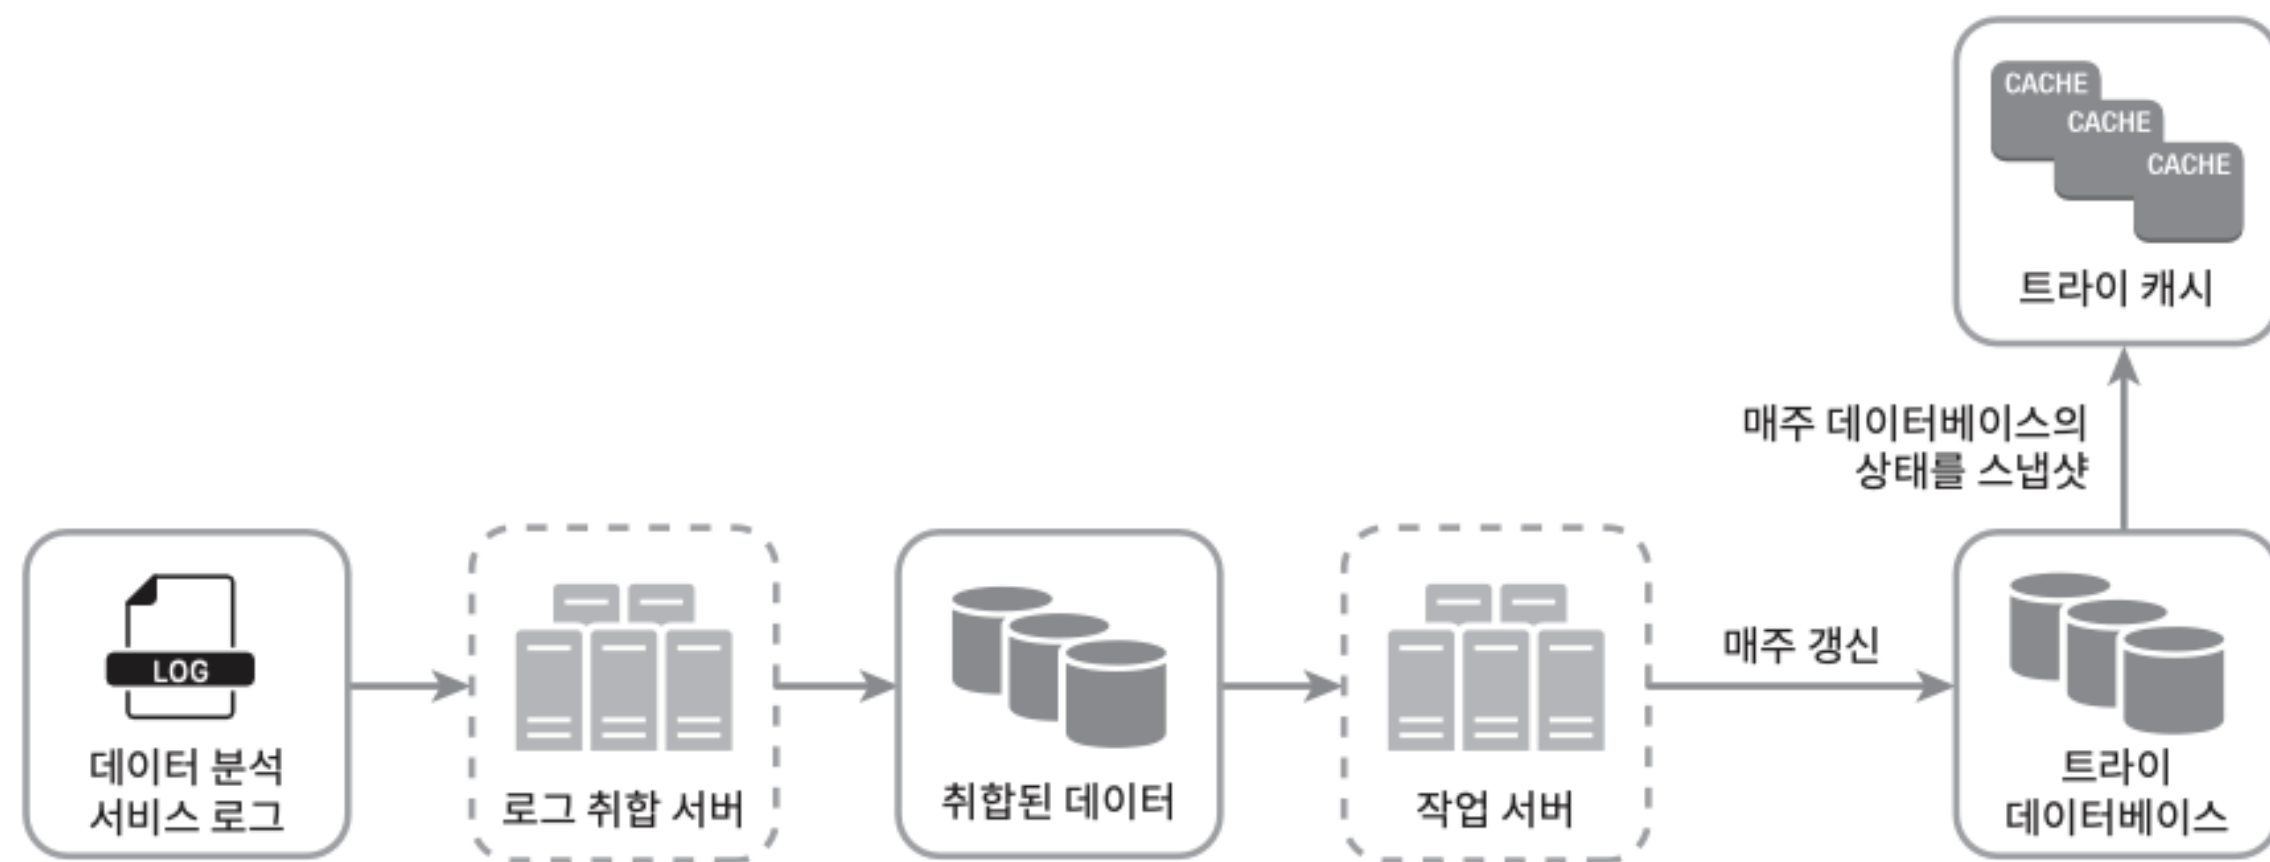 CACHE
CACHE
CACHE
트라이 캐시
매주 데이터베이스의
상태를 스냅샷
LOG
데이터 분석
서비스 로그
로그 취합 서버
취합된 데이터
작업 서버
매주 갱신
트라이
데이터베이스